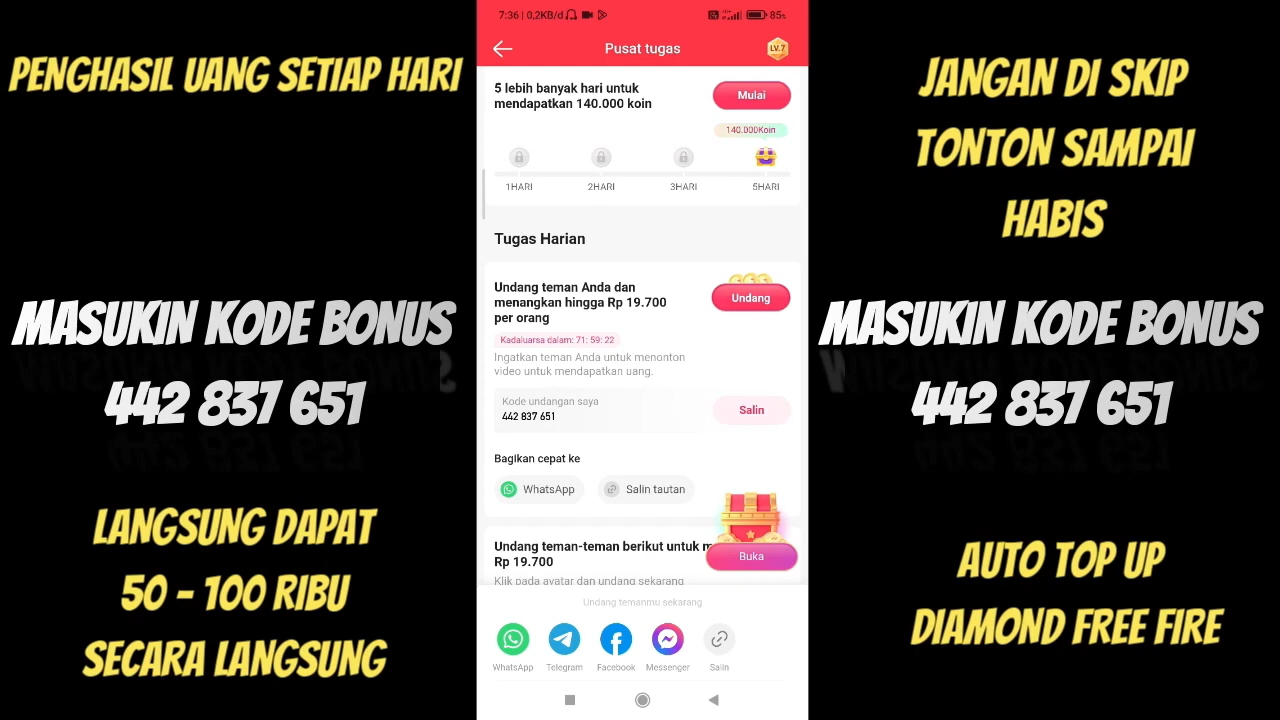 PENGHASIL UANG SETIAP HARI
MASUKIN KODE BONUS
442 837 651
LANGSUNG DAPAT
50 - 100 RIBU
SECARA LANGSUNG
7:36 | 0,2KB/d
85%
Pusat tugas
LV.7
5 lebih banyak hari untuk
mendapatkan 140.000 koin
Mulai
140.000Koin
1HARI 2HARI 3HARI 5HARI
Tugas Harian
Undang teman Anda dan
menangkan hingga Rp 19.700
per orang
Undang
Kadaluarsa dalam: 71: 59: 22
Ingatkan teman Anda untuk menonton
video untuk mendapatkan uang.
Kode undangan saya
442 837 651
Salin
Bagikan cepat ke
WhatsApp Salin tautan
Undang teman-teman berikut untuk m
Rp 19.700
Buka
Klik pada avatar dan undang sekarang
Undang temanmu sekarang
WhatsApp Telegram Facebook Messenger Salin
JANGAN DI SKIP
TONTON SAMPAI
HABIS
MASUKIN KODE BONUS
442 837 651
AUTO TOP UP
DIAMOND FREE FIRE